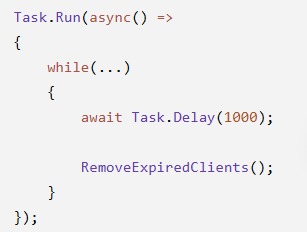 Task.Run(async() =>
{
    while(...)
    {
        await Task.Delay(1000);

        RemoveExpiredClients();
    }
});